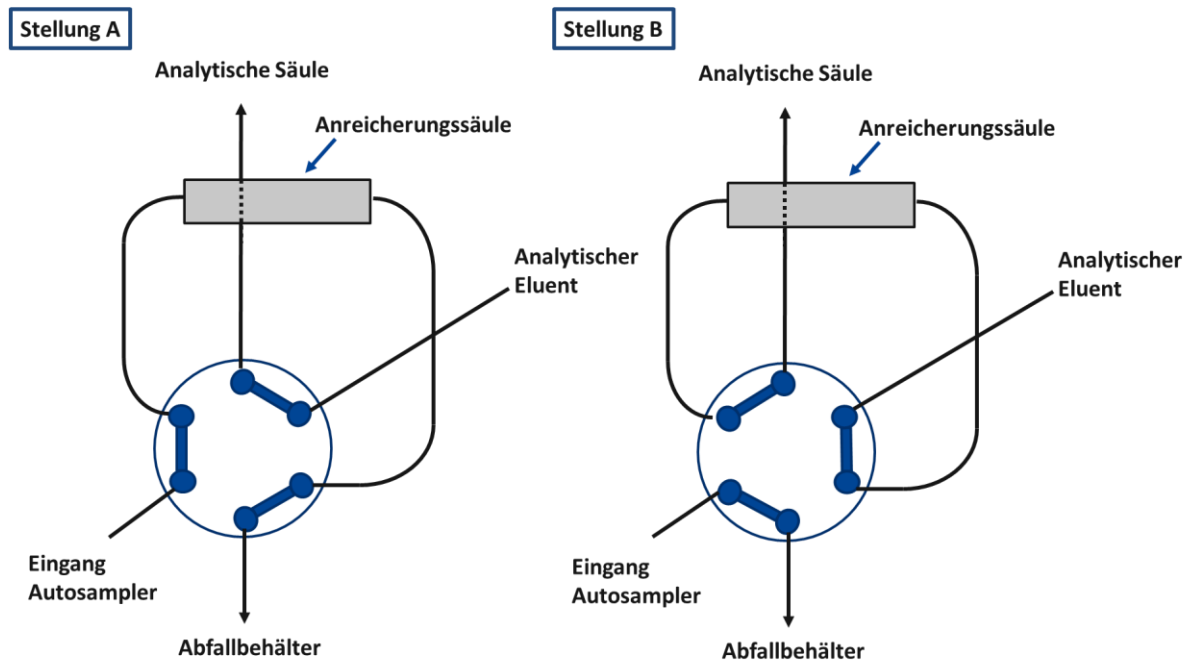 Stellung A
Analytische Säule
Anreicherungssäule
Analytischer
Eluent
Eingang
Autosampler
Abfallbehälter
Stellung B
Analytische Säule
Anreicherungssäule
Analytischer
Eluent
Eingang
Autosampler
Abfallbehälter